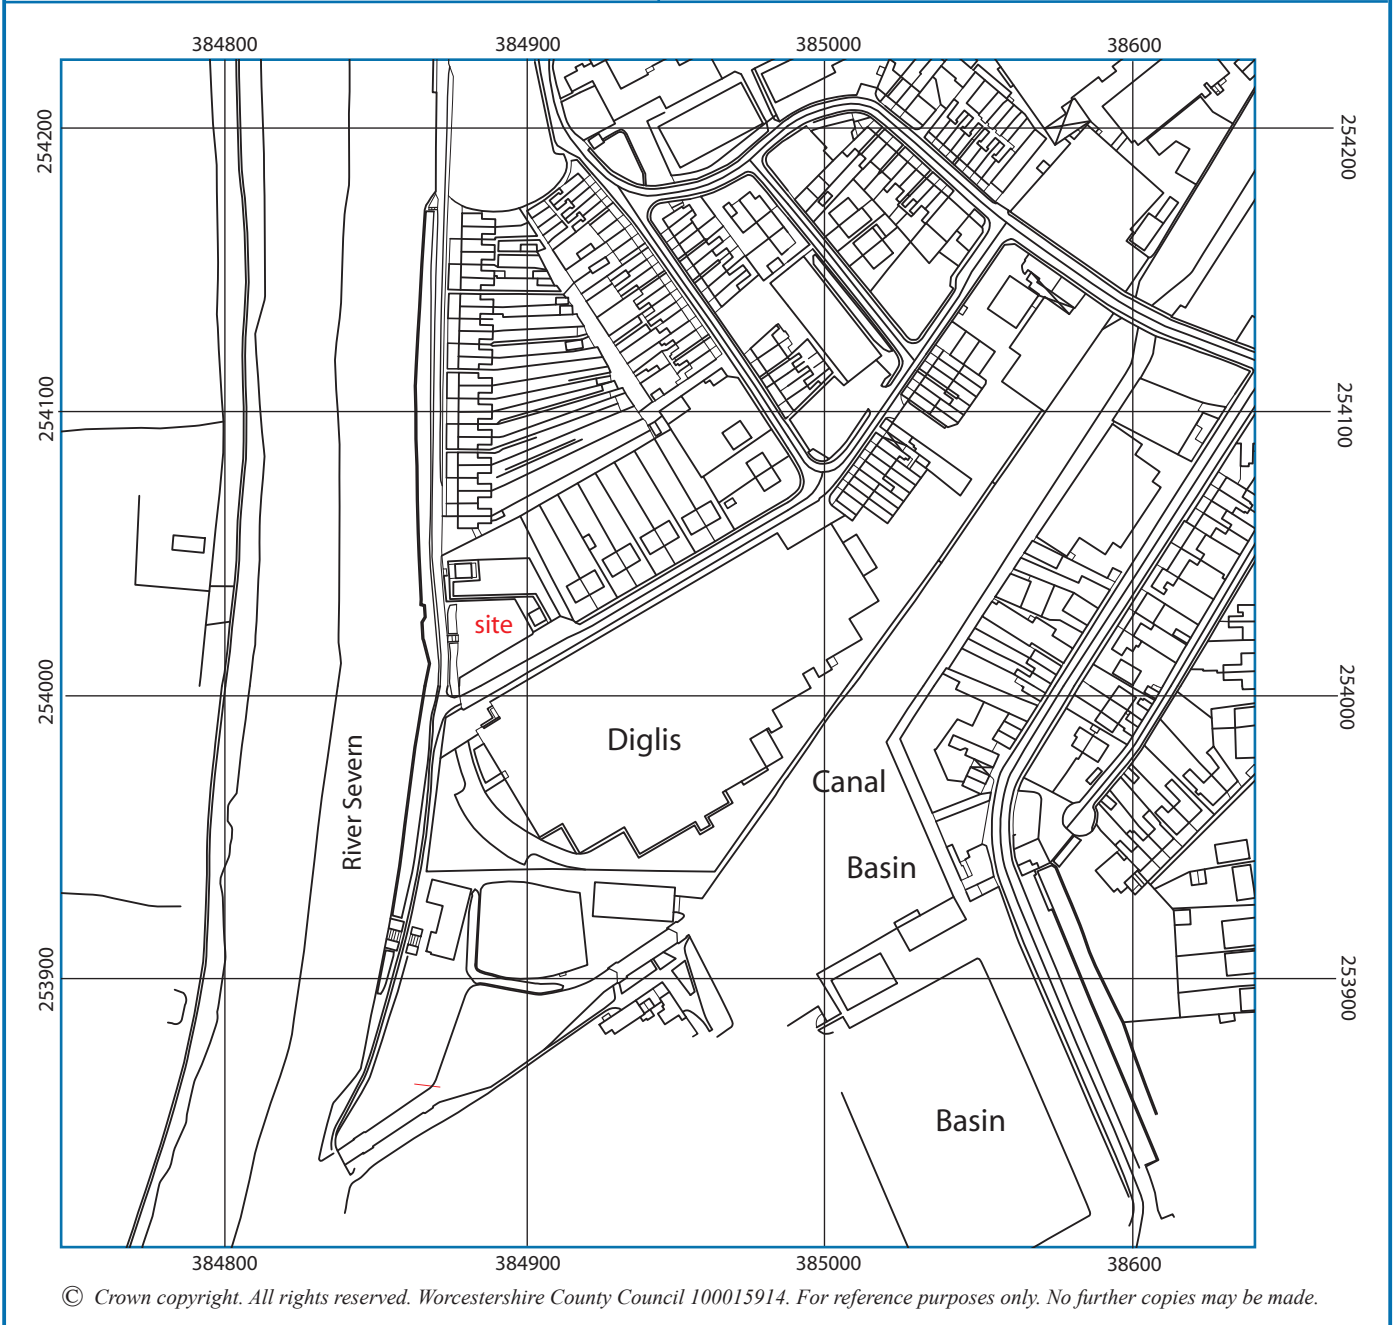 384800 384900 385000 38600
254200 254200
254100 254100
site
254000 254000
Diglis
River Severn
Canal
Basin
253900 253900
Basin
384800 384900 385000 38600
© Crown copyright. All rights reserved. Worcestershire County Council 100015914. For reference purposes only. No further copies may be made.